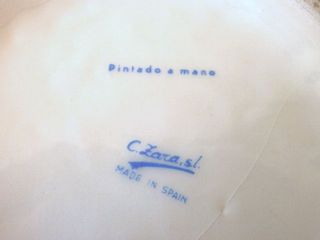 Pintado a mano
C. Zara, s.l.
MADE IN SPAIN